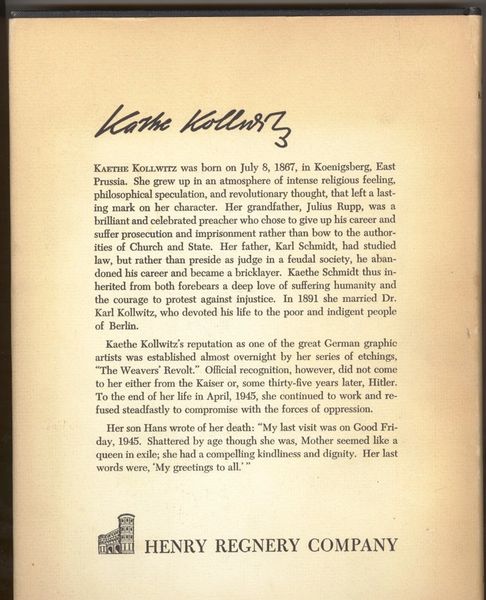 Kathe Kollwitz
KAETHE KOLLWITZ was born on July 8, 1867, in Koenigsberg, East
Prussia. She grew up in an atmosphere of intense religious feeling,
philosophical speculation, and revolutionary thought, that left a last-
ing mark on her character. Her grandfather, Julius Rupp, was a
brilliant and celebrated preacher who chose to give up his career and
suffer prosecution and imprisonment rather than bow to the author-
ities of Church and State. Her father, Karl Schmidt, had studied
law, but rather than preside as judge in a feudal society, he aban-
doned his career and became a bricklayer. Kaethe Schmidt thus in-
herited from both forebears a deep love of suffering humanity and
the courage to protest against injustice. In 1891 she married Dr.
Karl Kollwitz, who devoted his life to the poor and indigent people
of Berlin.
Kaethe Kollwitz's reputation as one of the great German graphic
artists was established almost overnight by her series of etchings,
"The Weavers' Revolt." Official recognition, however, did not come
to her either from the Kaiser or, some thirty-five years later, Hitler.
To the end of her life in April, 1945, she continued to work and re-
fused steadfastly to compromise with the forces of oppression.
Her son Hans wrote of her death: "My last visit was on Good Fri-
day, 1945. Shattered by age though she was, Mother seemed like a
queen in exile; she had a compelling kindliness and dignity. Her last
words were, 'My greetings to all.'"
HENRY REGNERY COMPANY